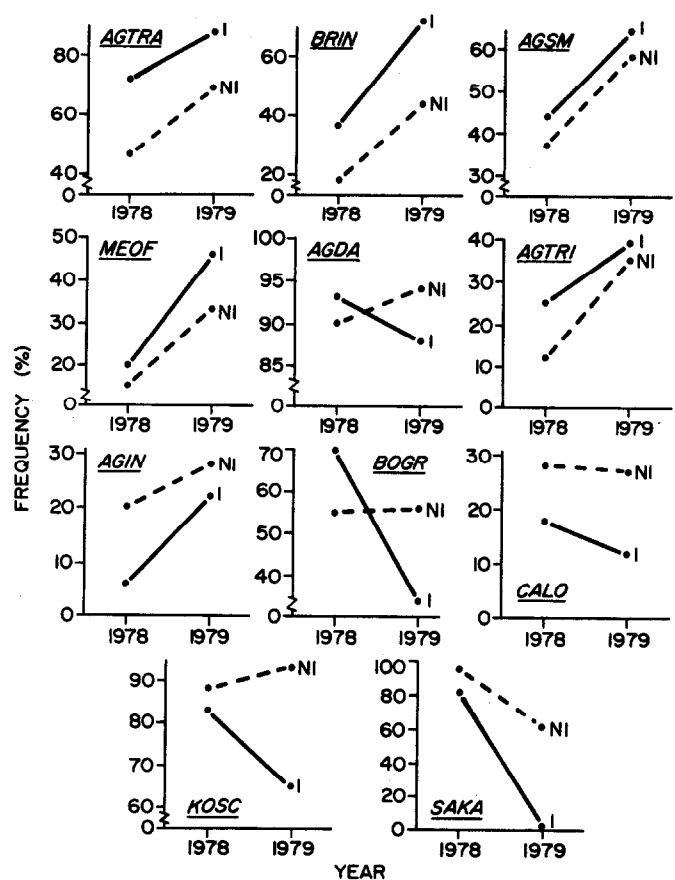 AGTRA
80
60
40
0
I
NI
1978 1979
BRIN
60
40
20
0
I
NI
1978 1979
AGSM
60
50
40
30
0
I
NI
1978 1979
MEOF
50
40
30
20
0
I
NI
1978 1979
AGDA
100
95
90
85
0
NI
I
1978 1979
AGTRI
40
30
20
10
0
I
NI
1978 1979
FREQUENCY (%)
AGIN
30
20
10
0
NI
I
1978 1979
BOGR
70
60
50
40
0
NI
I
1978 1979
CALO
30
20
10
0
NI
I
1978 1979
KOSC
90
80
70
60
0
NI
I
1978 1979
SAKA
100
80
60
40
20
0
NI
I
1978 1979
YEAR